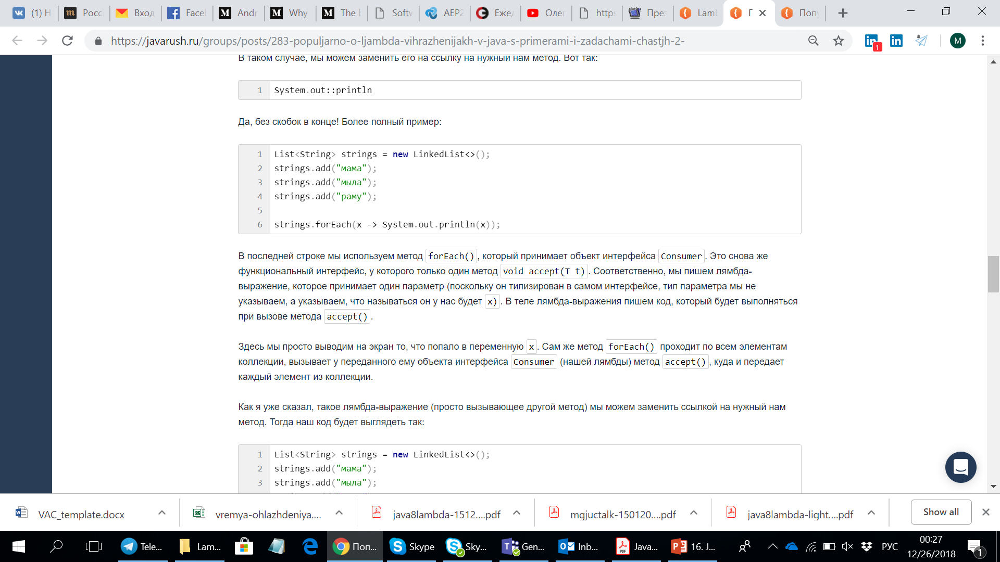 (1) Н
Росс
Вход
Facel
Andr
Why
The b
Softw
AEP2
Ежед
Олег
https
През
Lamb
Попу
https://javarush.ru/groups/posts/283-populjarno-o-ljambda-vihrazhenijakh-v-java-s-primerami-i-zadachami-chastjh-2-
1
M
В таком случае, мы можем заменить его на ссылку на нужный нам метод. Вот так:
1 System.out::println
Да, без скобок в конце! Более полный пример:
1 List<String> strings = new LinkedList<>();
2 strings.add("мама");
3 strings.add("мыла");
4 strings.add("раму");
5
6 strings.forEach(x -> System.out.println(x));
В последней строке мы используем метод forEach(), который принимает объект интерфейса Consumer. Это снова же
функциональный интерфейс, у которого только один метод void accept(T t). Соответственно, мы пишем лямбда-
выражение, которое принимает один параметр (поскольку он типизирован в самом интерфейсе, тип параметра мы не
указываем, а указываем, что называться он у нас будет x). В теле лямбда-выражения пишем код, который будет выполняться
при вызове метода accept().
Здесь мы просто выводим на экран то, что попало в переменную x. Сам же метод forEach() проходит по всем элементам
коллекции, вызывает у переданного ему объекта интерфейса Consumer (нашей лямбды) метод accept(), куда и передает
каждый элемент из коллекции.
Как я уже сказал, такое лямбда-выражение (просто вызывающее другой метод) мы можем заменить ссылкой на нужный нам
метод. Тогда наш код будет выглядеть так:
1 List<String> strings = new LinkedList<>();
2 strings.add("мама");
3 strings.add("мыла");
VAC_template.docx
vremya-ohlazhdeniya....
java8lambda-1512....pdf
mgjuctalk-150120....pdf
java8lambda-light....pdf
Show all
Tele...
Lam...
Поп...
Skype
Sky...
Gen...
Inb...
Java...
16. J...
РУС
00:27
12/26/2018
1